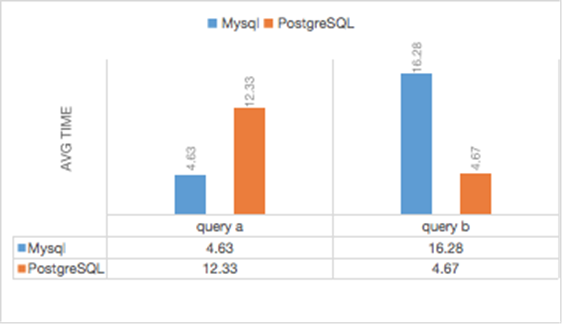 Mysql PostgreSQL
16.28
12.33
4.63
4.67
AVG TIME
query a query b
Mysql 4.63 16.28
PostgreSQL 12.33 4.67